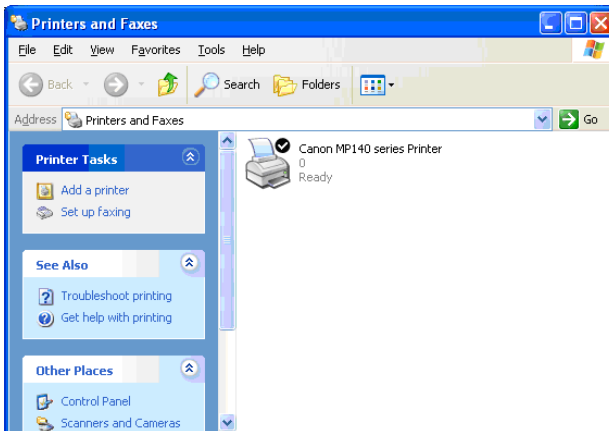 Printers and Faxes
File Edit View Favorites Tools Help
Back Search Folders
Address Printers and Faxes Go
Printer Tasks
Add a printer
Set up faxing
See Also
Troubleshoot printing
Get help with printing
Other Places
Control Panel
Scanners and Cameras
Canon MP140 series Printer
0
Ready